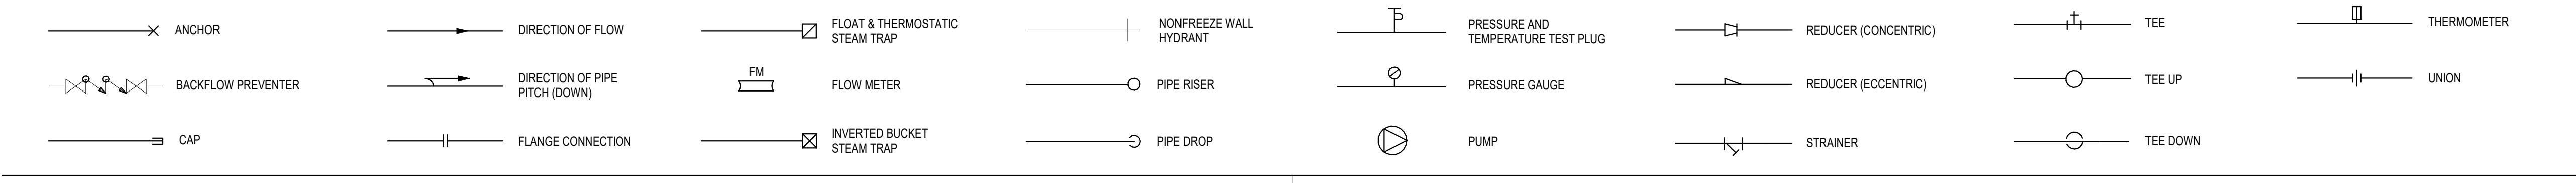 ANCHOR
BACKFLOW PREVENTER
CAP
DIRECTION OF FLOW
DIRECTION OF PIPE
PITCH (DOWN)
FLANGE CONNECTION
FLOAT & THERMOSTATIC
STEAM TRAP
FM
FLOW METER
INVERTED BUCKET
STEAM TRAP
NONFREEZE WALL
HYDRANT
PIPE RISER
PIPE DROP
PRESSURE AND
TEMPERATURE TEST PLUG
PRESSURE GAUGE
PUMP
REDUCER (CONCENTRIC)
REDUCER (ECCENTRIC)
STRAINER
TEE
TEE UP
TEE DOWN
THERMOMETER
UNION